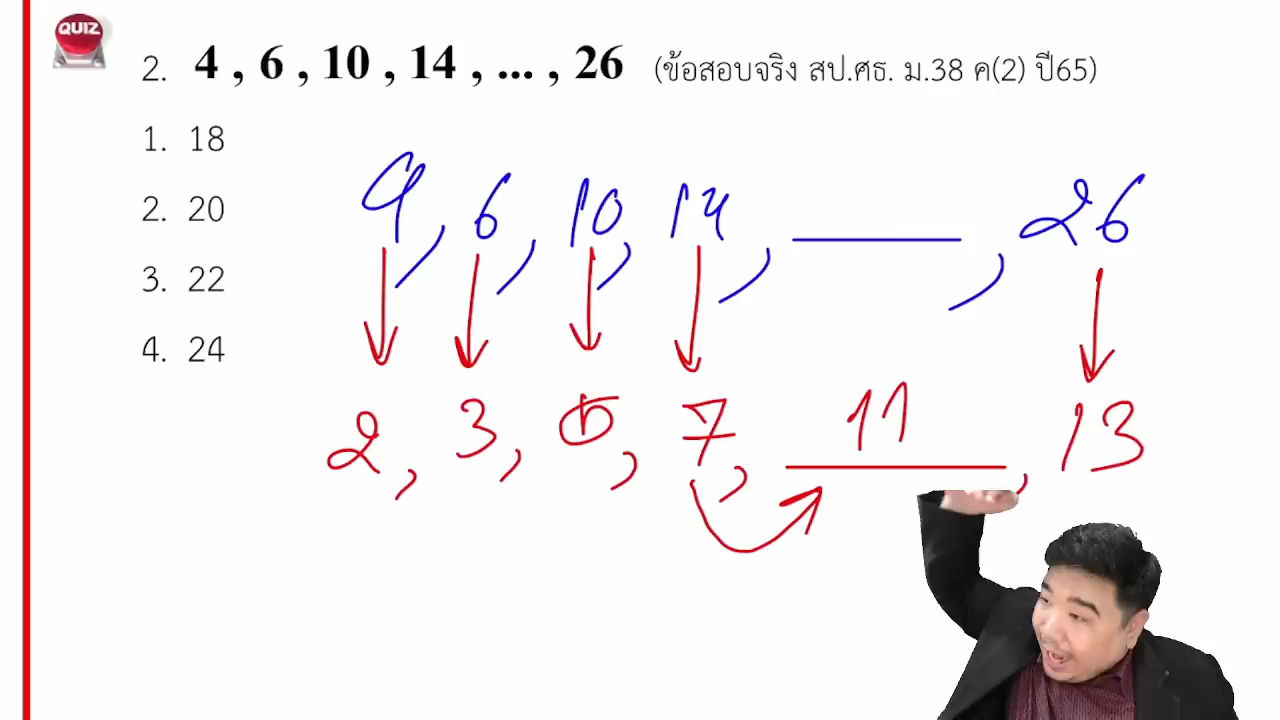 QUIZ
2. 4 , 6 , 10 , 14 , ... , 26 (ข้อสอบจริง สป.ศธ. ม.38 ค(2) ปี65)
1. 18
2. 20
3. 22
4. 24
4, 6, 10, 14, ____, 26
2, 3, 5, 7, 11, 13